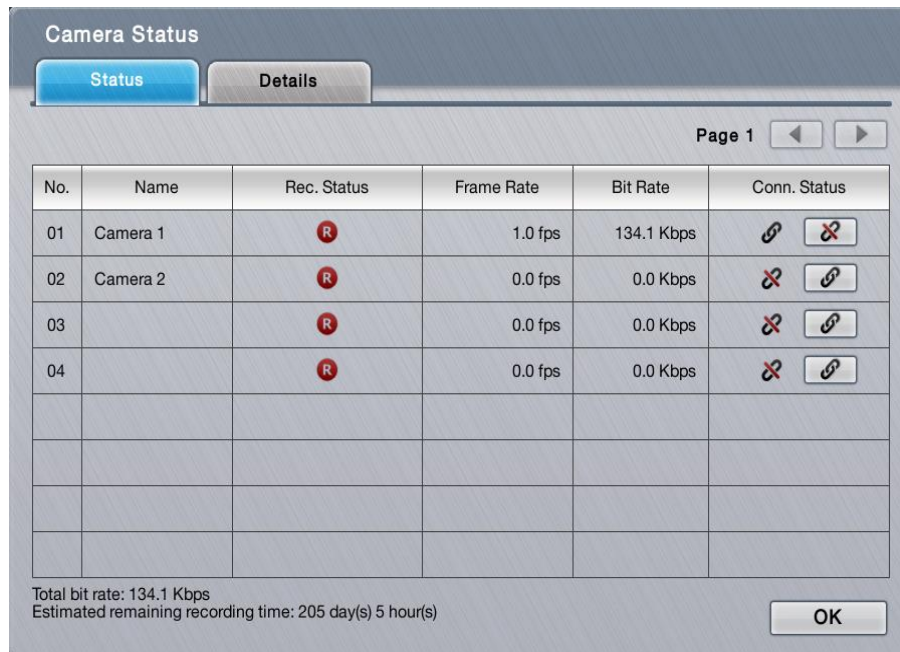 Camera Status
Status Details
Page 1
No. Name Rec. Status Frame Rate Bit Rate Conn. Status
01 Camera 1 R 1.0 fps 134.1 Kbps
02 Camera 2 R 0.0 fps 0.0 Kbps
03 R 0.0 fps 0.0 Kbps
04 R 0.0 fps 0.0 Kbps
Total bit rate: 134.1 Kbps
Estimated remaining recording time: 205 day(s) 5 hour(s)
OK